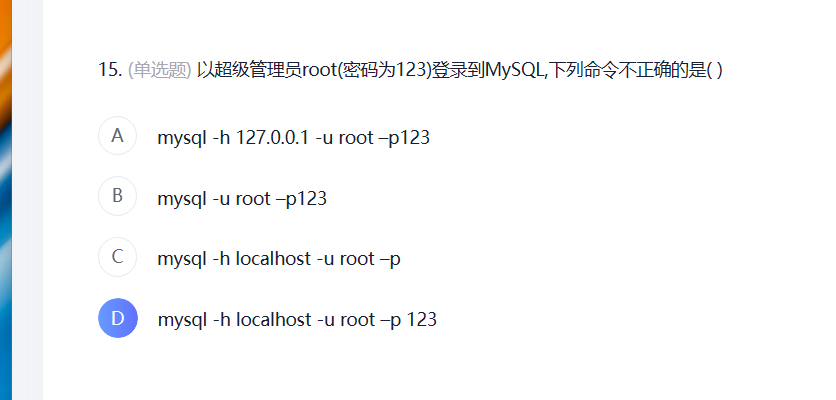 15. (单选题) 以超级管理员root(密码为123)登录到MySQL,下列命令不正确的是( )
A mysql -h 127.0.0.1 -u root –p123
B mysql -u root –p123
C mysql -h localhost -u root –p
D mysql -h localhost -u root –p 123